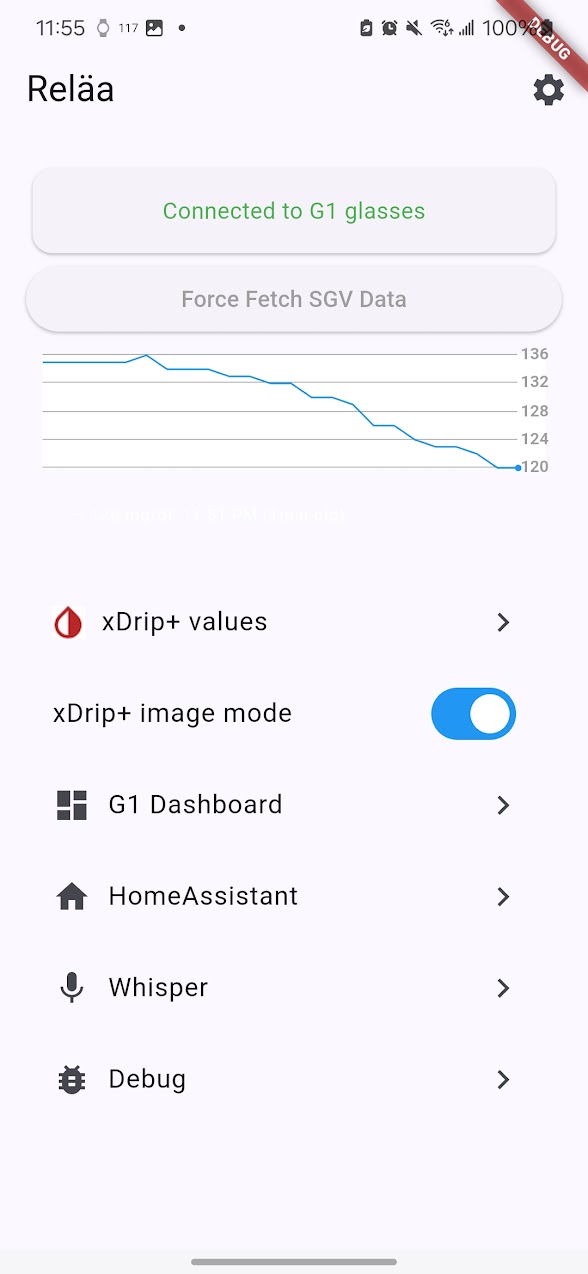 11:55 117 100%
DEBUG
Reläa
Connected to G1 glasses
Force Fetch SGV Data
136
132
128
124
120
xDrip+ values
xDrip+ image mode
G1 Dashboard
HomeAssistant
Whisper
Debug